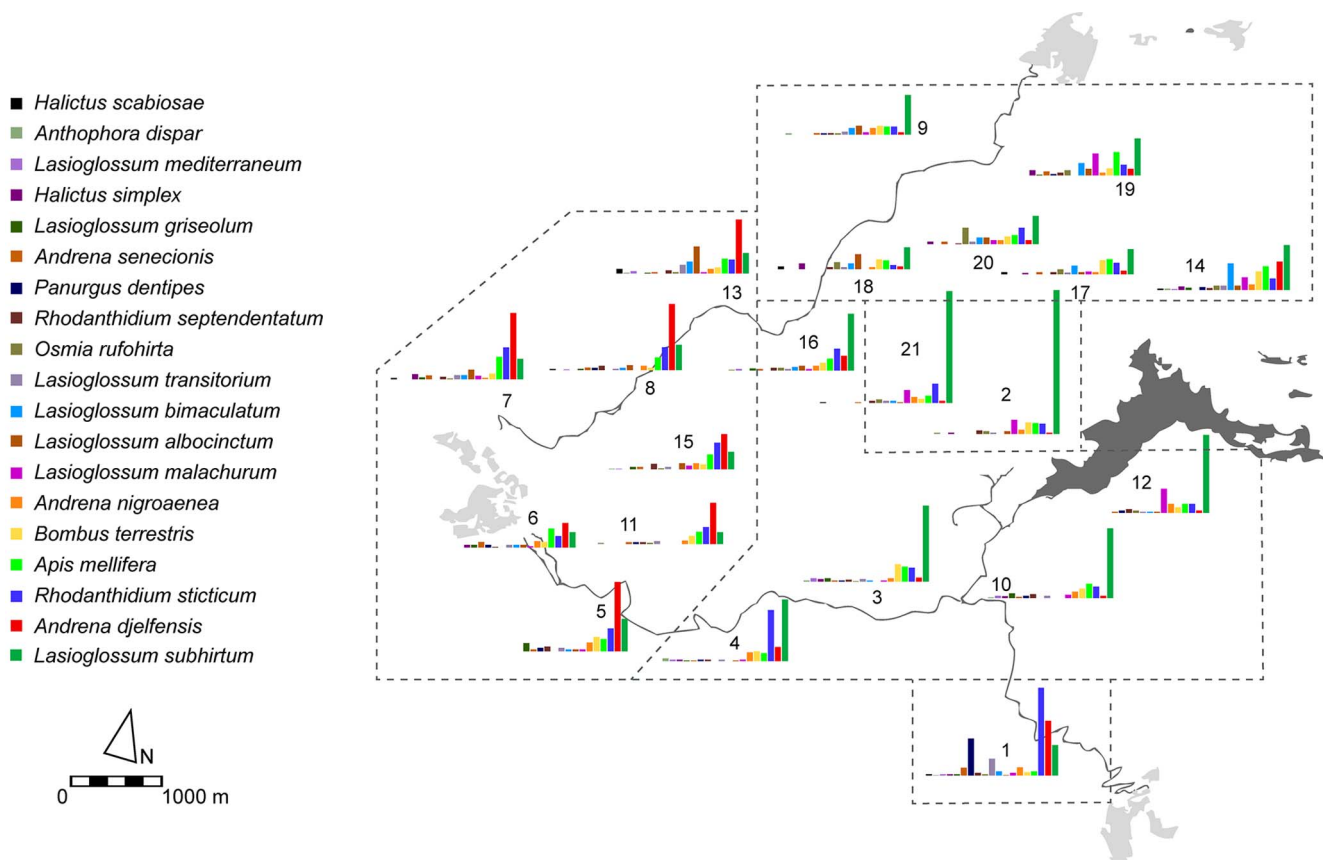 Halictus scabiosae
Anthophora dispar
Lasioglossum mediterraneum
Halictus simplex
Lasioglossum griseolum
Andrena senecionis
Panurgus dentipes
Rhodanthidium septendentatum
Osmia rufohirta
Lasioglossum transitorium
Lasioglossum bimaculatum
Lasioglossum albocinctum
Lasioglossum malachurum
Andrena nigroaenea
Bombus terrestris
Apis mellifera
Rhodanthidium sticticum
Andrena djelfensis
Lasioglossum subhirtum
N
0 1000 m
9
19
20
14
13
18
17
16
21
8
7
2
15
12
6
11
10
3
5
4
1